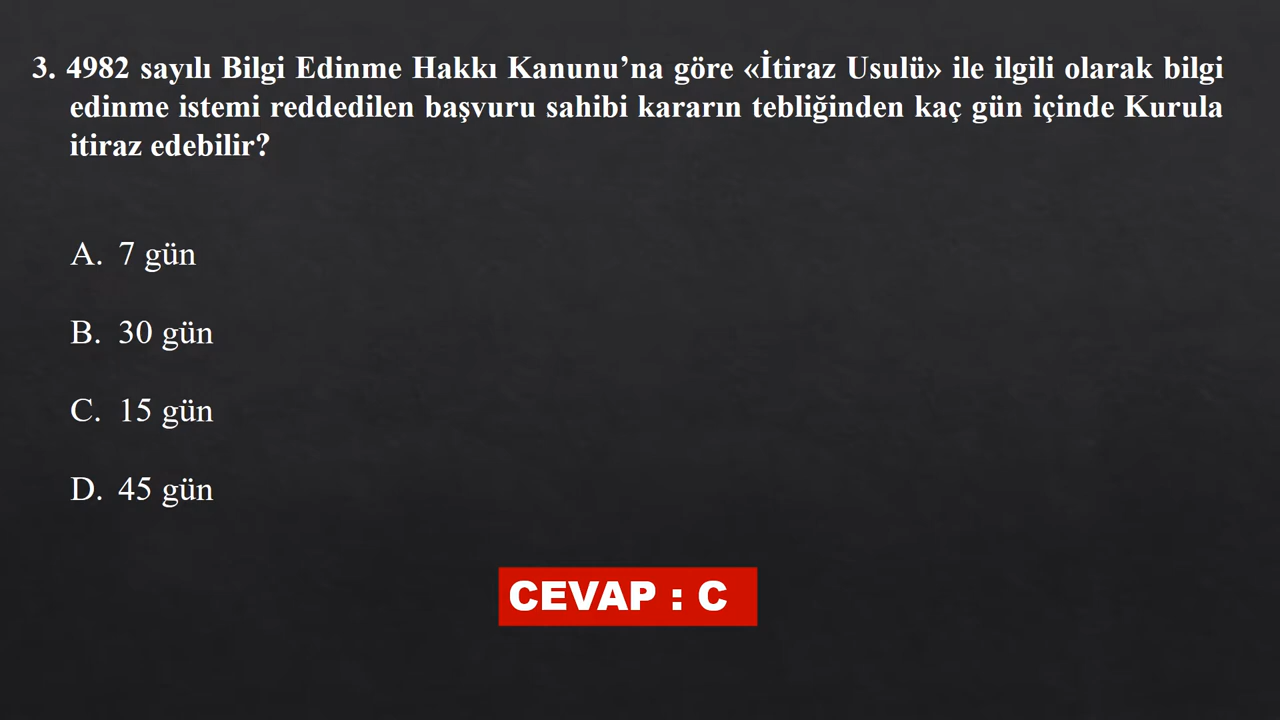 3. 4982 sayılı Bilgi Edinme Hakkı Kanunu’na göre «İtiraz Usulü» ile ilgili olarak bilgi
edinme istemi reddedilen başvuru sahibi kararın tebliğinden kaç gün içinde Kurula
itiraz edebilir?
A. 7 gün
B. 30 gün
C. 15 gün
D. 45 gün
CEVAP : C